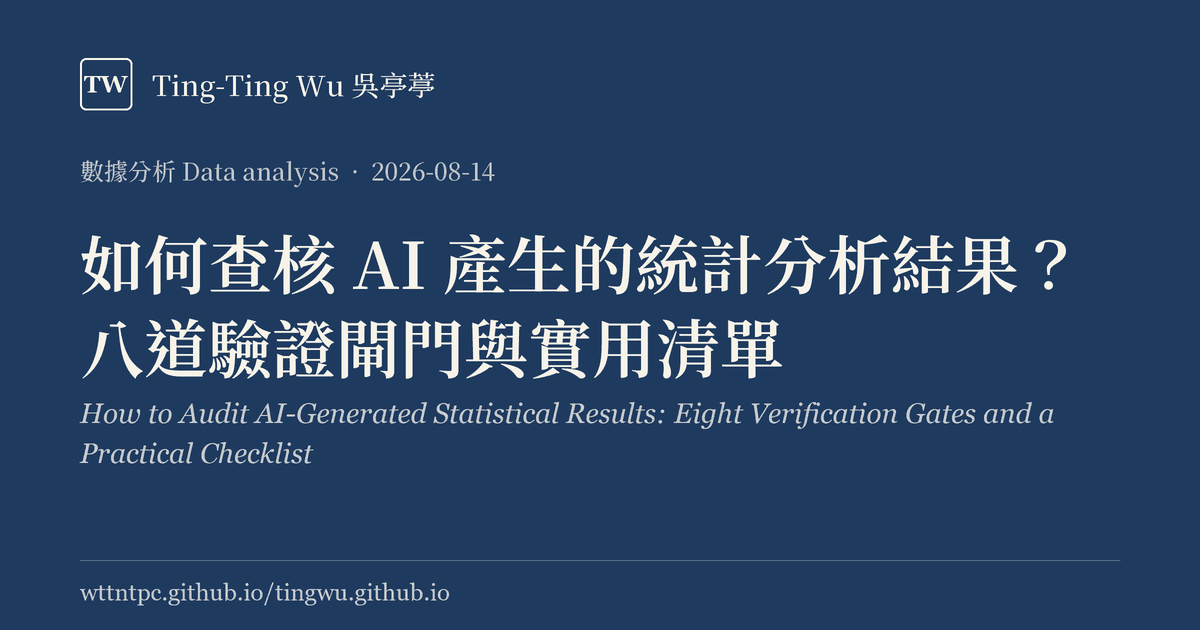 TW
Ting-Ting Wu 吳亭葶
數據分析 Data analysis · 2026-08-14
如何查核 AI 產生的統計分析結果？
八道驗證閘門與實用清單
How to Audit AI-Generated Statistical Results: Eight Verification Gates and a
Practical Checklist
wttntpc.github.io/tingwu.github.io